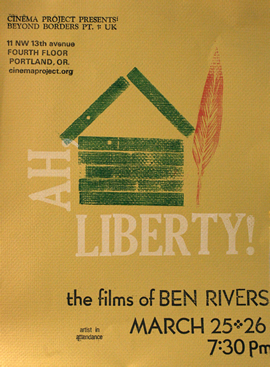 CINEMA PROJECT PRESENTS:
BEYOND BORDERS PT. 1: UK
11 NW 13th avenue
FOURTH FLOOR
PORTLAND, OR.
cinemaproject.org
AH,
LIBERTY!
the films of BEN RIVERS
artist in
attendance
MARCH 25+26
7:30 Pm